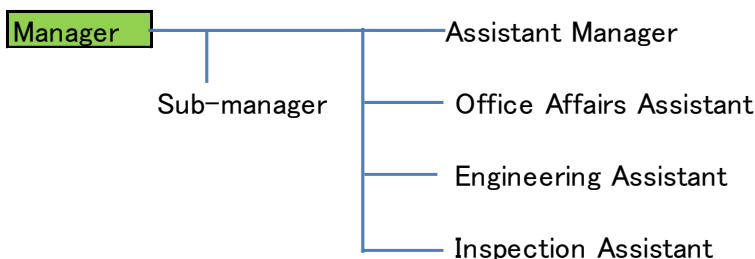 Manager
Assistant Manager
Sub-manager
Office Affairs Assistant
Engineering Assistant
Inspection Assistant